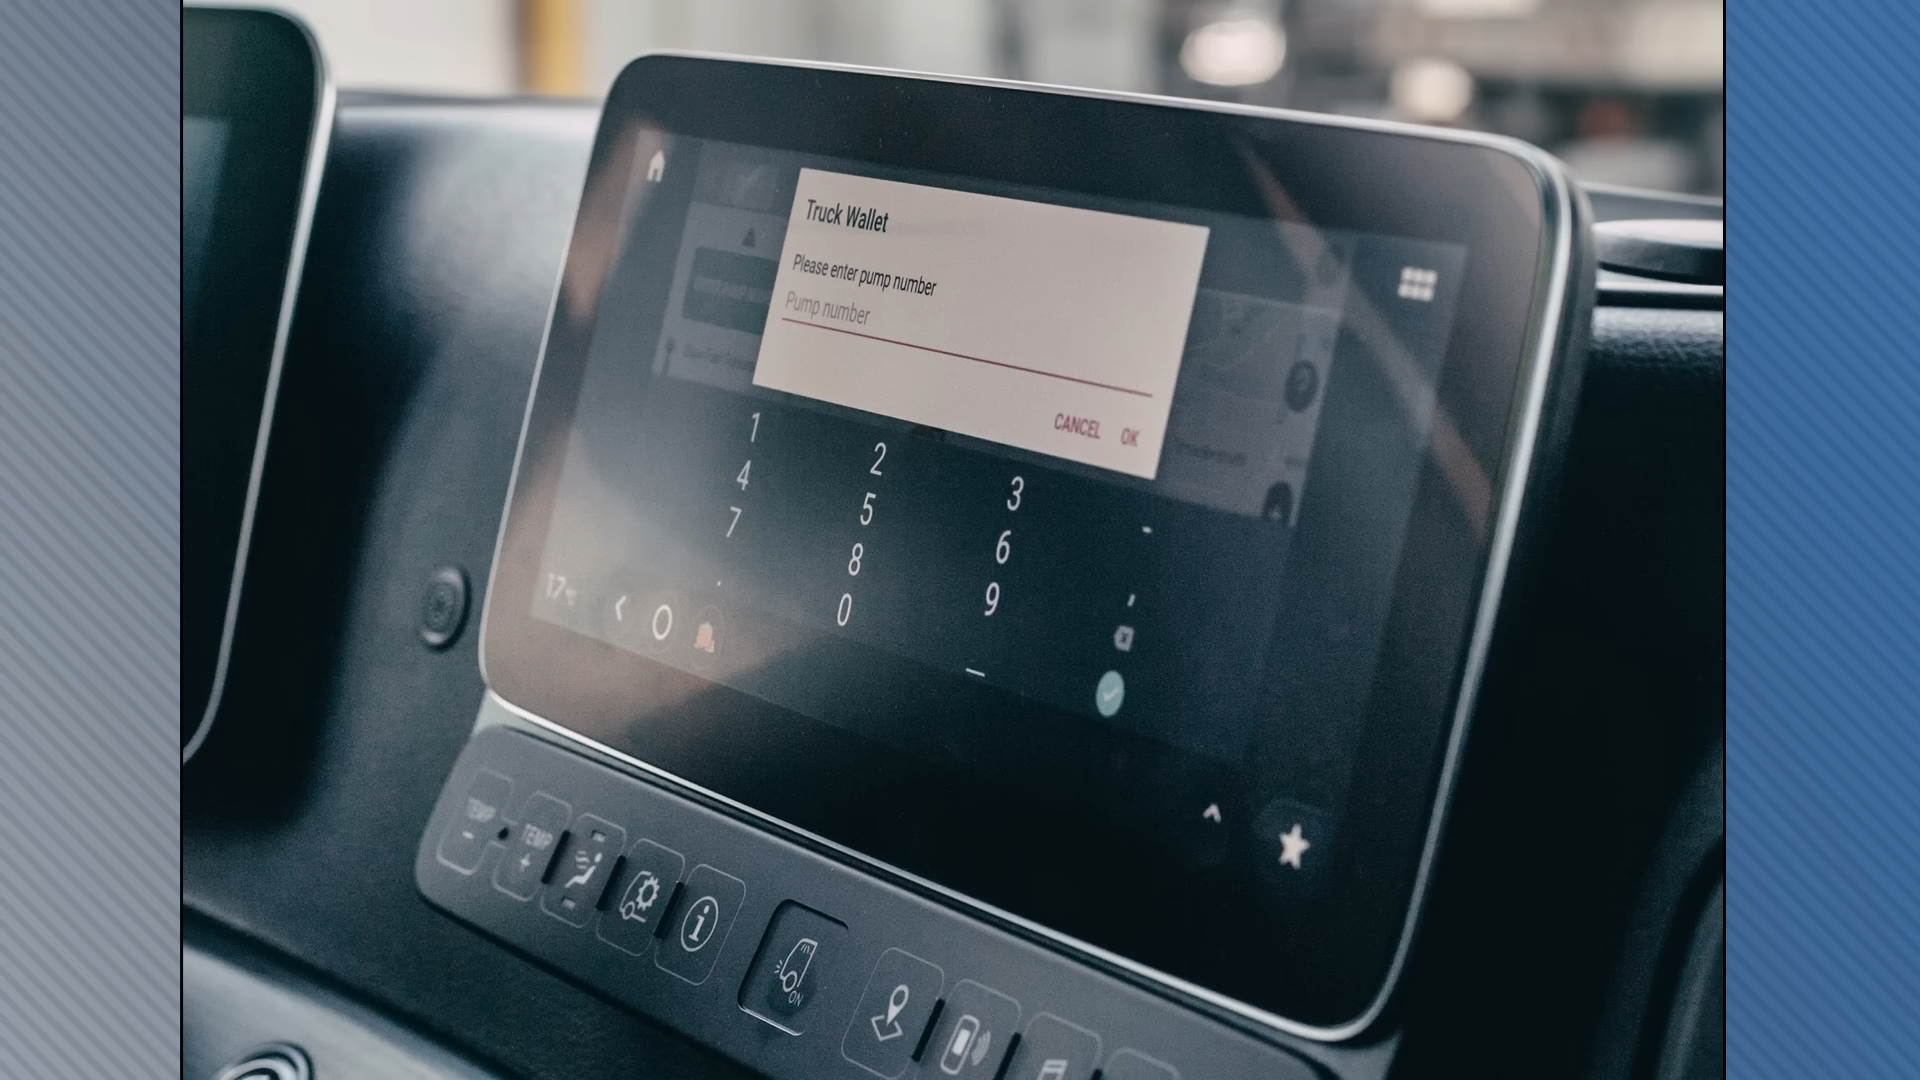 Truck Wallet
Please enter pump number
Pump number
CANCEL OK
1 2 3 -
4 5 6 ,
7 8 9
. 0 _
17°C
TEMP -
TEMP +
i
ON